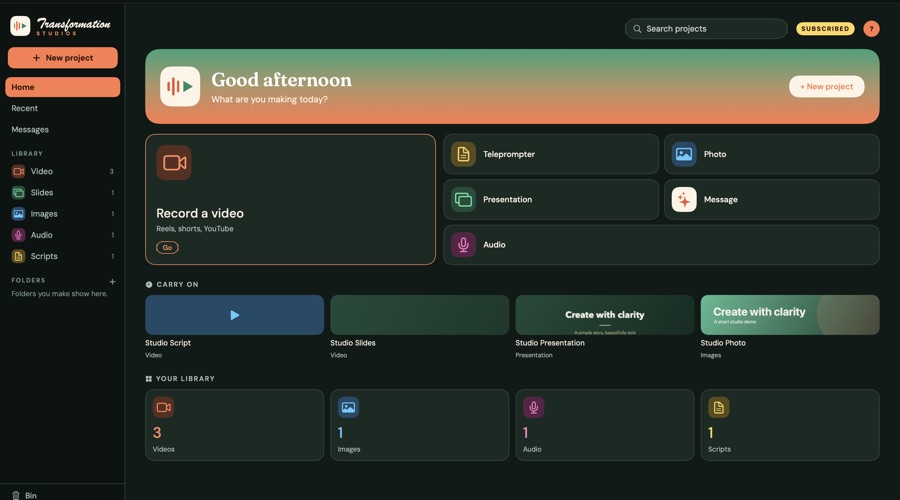 Transformation
STUDIOS
+ New project
Home
Recent
Messages
LIBRARY
Video 3
Slides 1
Images 1
Audio 1
Scripts 1
FOLDERS +
Folders you make show here.
Bin
Search projects
SUBSCRIBED
?
Good afternoon
What are you making today?
+ New project
Record a video
Reels, shorts, YouTube
Go
Teleprompter
Photo
Presentation
Message
Audio
CARRY ON
Studio Script
Video
Studio Slides
Video
Create with clarity
A simple story, beautifully told
Studio Presentation
Presentation
Create with clarity
A short studio demo
Studio Photo
Images
YOUR LIBRARY
3
Videos
1
Images
1
Audio
1
Scripts